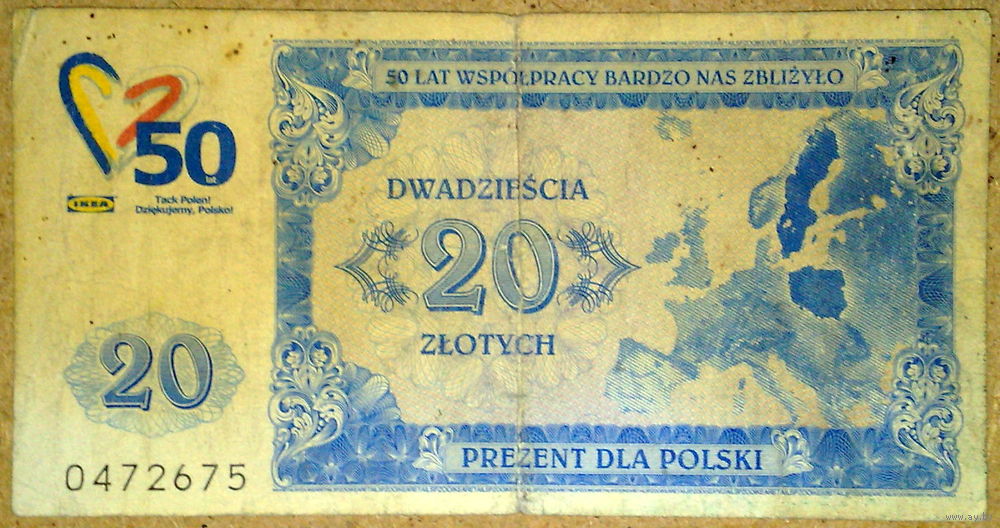 50 LAT WSPÓŁPRACY BARDZO NAS ZBLIŻYŁO
50
lat
IKEA
Tack Polen!
Dziękujemy, Polsko!
DWADZIEŚCIA
20
ZŁOTYCH
20
0472675
PREZENT DLA POLSKI